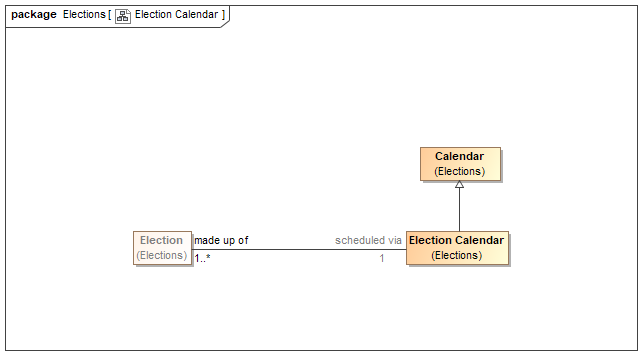 package Elections [ Election Calendar ]
Calendar
(Elections)
Election
(Elections)
made up of
1..*
scheduled via
1
Election Calendar
(Elections)